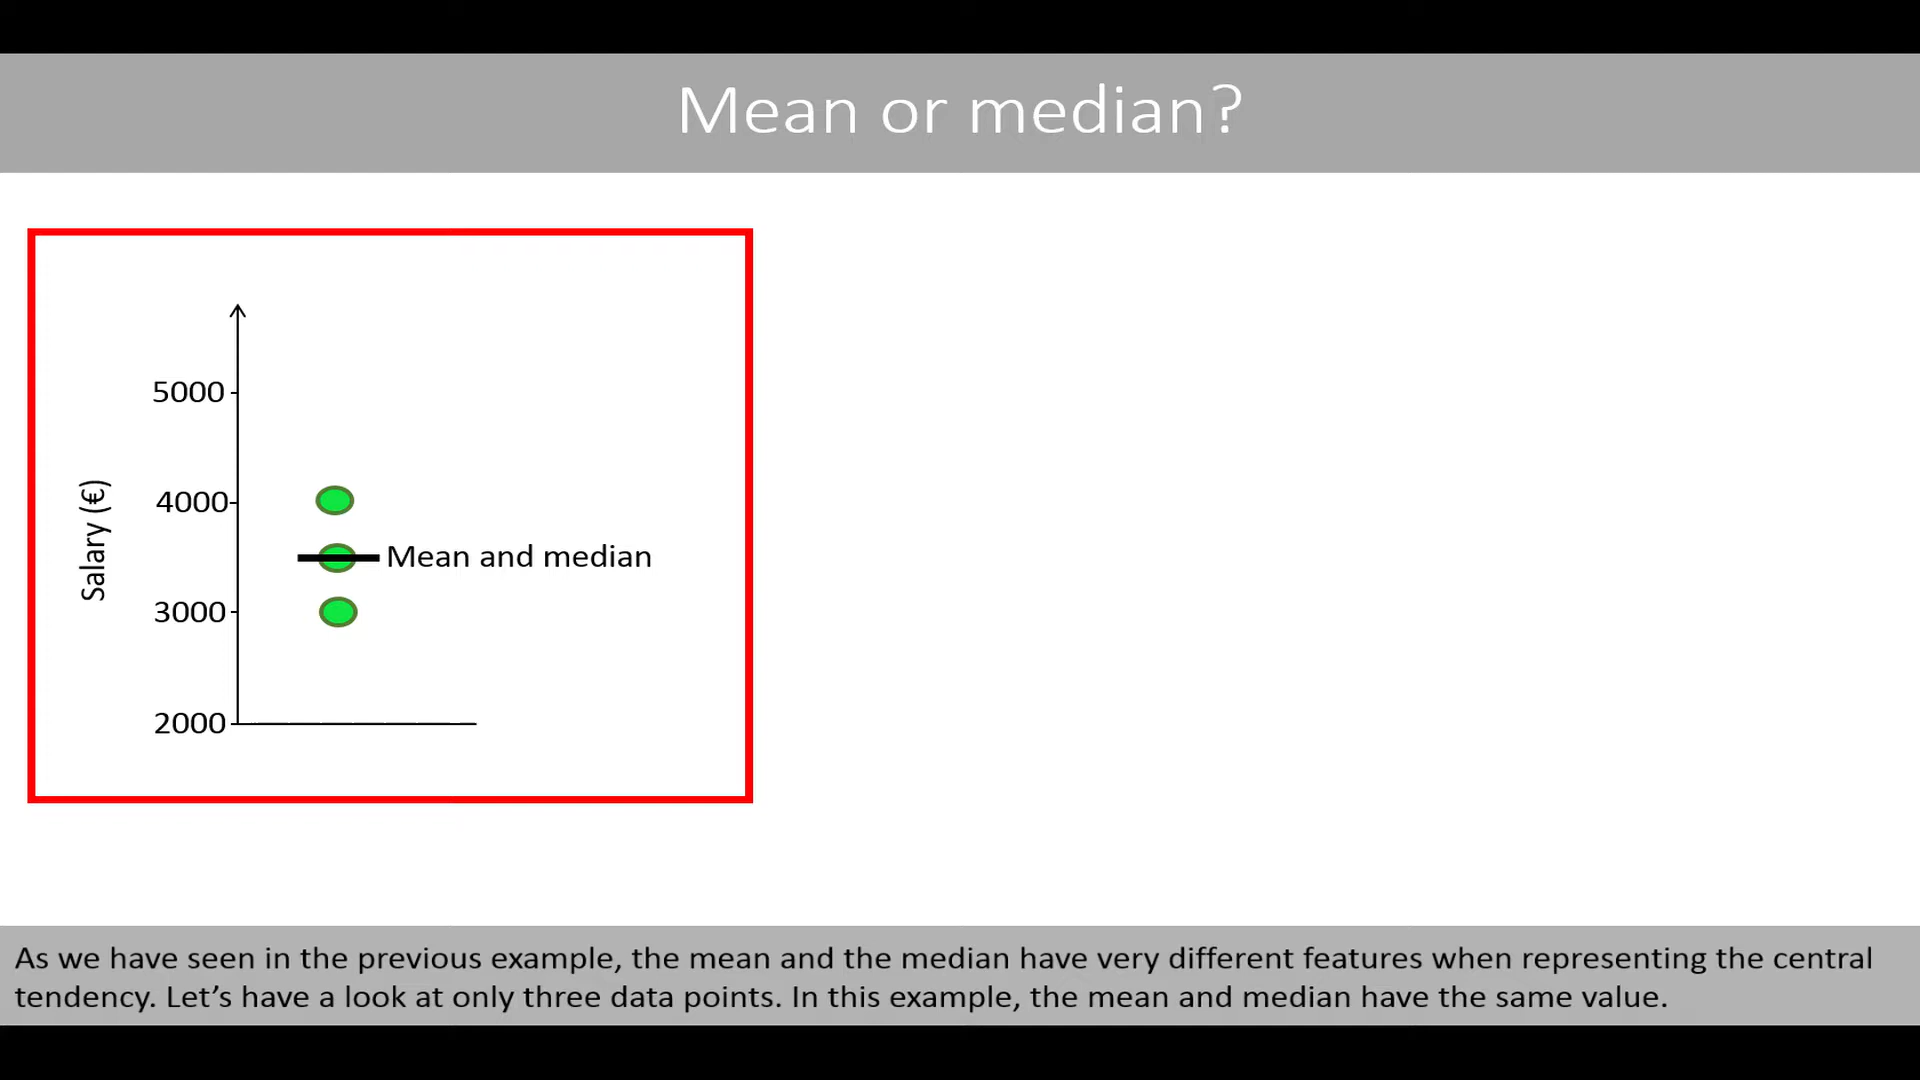 Mean or median?
5000
4000
Mean and median
3000
2000
Salary (€)
As we have seen in the previous example, the mean and the median have very different features when representing the central
tendency. Let’s have a look at only three data points. In this example, the mean and median have the same value.